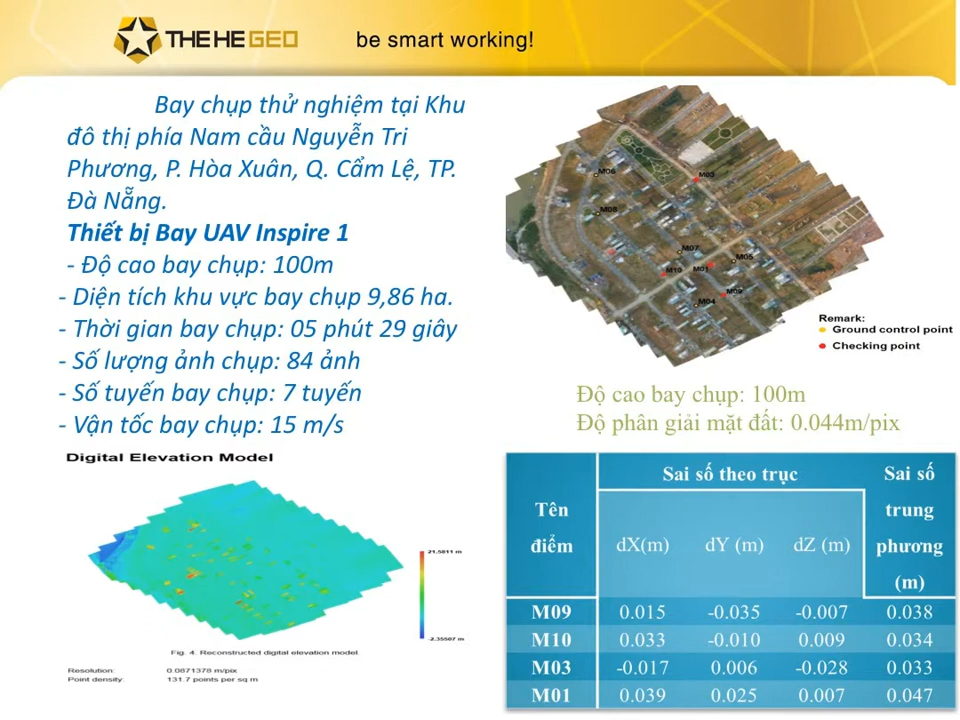 THEHEGEO
be smart working!
Bay chụp thử nghiệm tại Khu
đô thị phía Nam cầu Nguyễn Tri
Phương, P. Hòa Xuân, Q. Cẩm Lệ, TP.
Đà Nẵng.
Thiết bị Bay UAV Inspire 1
- Độ cao bay chụp: 100m
- Diện tích khu vực bay chụp 9,86 ha.
- Thời gian bay chụp: 05 phút 29 giây
- Số lượng ảnh chụp: 84 ảnh
- Số tuyến bay chụp: 7 tuyến
- Vận tốc bay chụp: 15 m/s
M06
M03
M08
M07
M05
M10
M01
M09
M04
Remark:
Ground control point
Checking point
Độ cao bay chụp: 100m
Độ phân giải mặt đất: 0.044m/pix
Digital Elevation Model
21.5811 m
-2.35507 m
Fig. 4. Reconstructed digital elevation model.
Resolution: 0.0871378 m/pix
Point density: 131.7 points per sq m
Tên điểm Sai số theo trục Sai số trung phương (m)
dX(m) dY (m) dZ (m)
M09 0.015 -0.035 -0.007 0.038
M10 0.033 -0.010 0.009 0.034
M03 -0.017 0.006 -0.028 0.033
M01 0.039 0.025 0.007 0.047